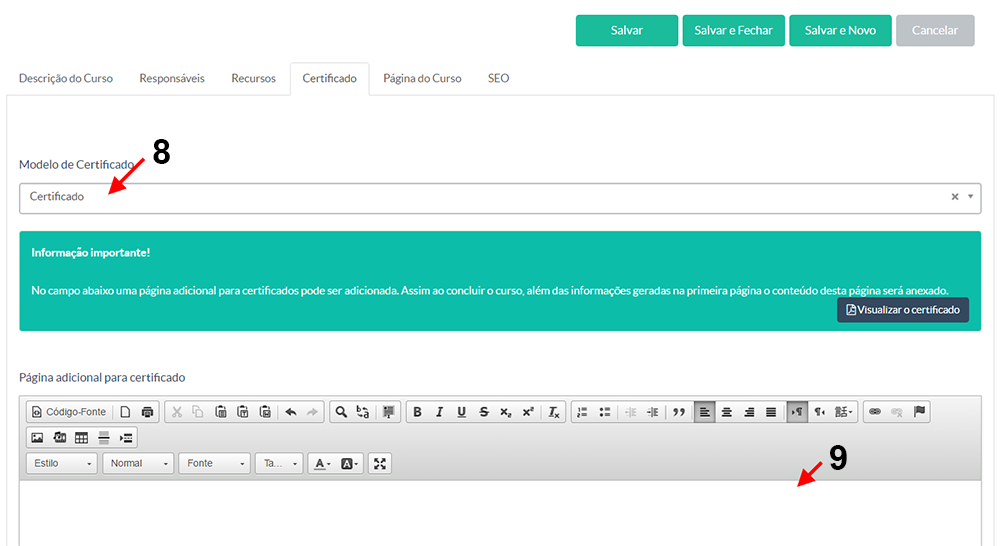 Salvar Salvar e Fechar Salvar e Novo Cancelar
Descrição do Curso Responsáveis Recursos Certificado Página do Curso SEO
8
Modelo de Certificado
Certificado
Informação importante!
No campo abaixo uma página adicional para certificados pode ser adicionada. Assim ao concluir o curso, além das informações geradas na primeira página o conteúdo desta página será anexado.
Visualizar o certificado
Página adicional para certificado
Código-Fonte B I U S x₂ x² Tx
Estilo Normal Fonte Ta... A A
9